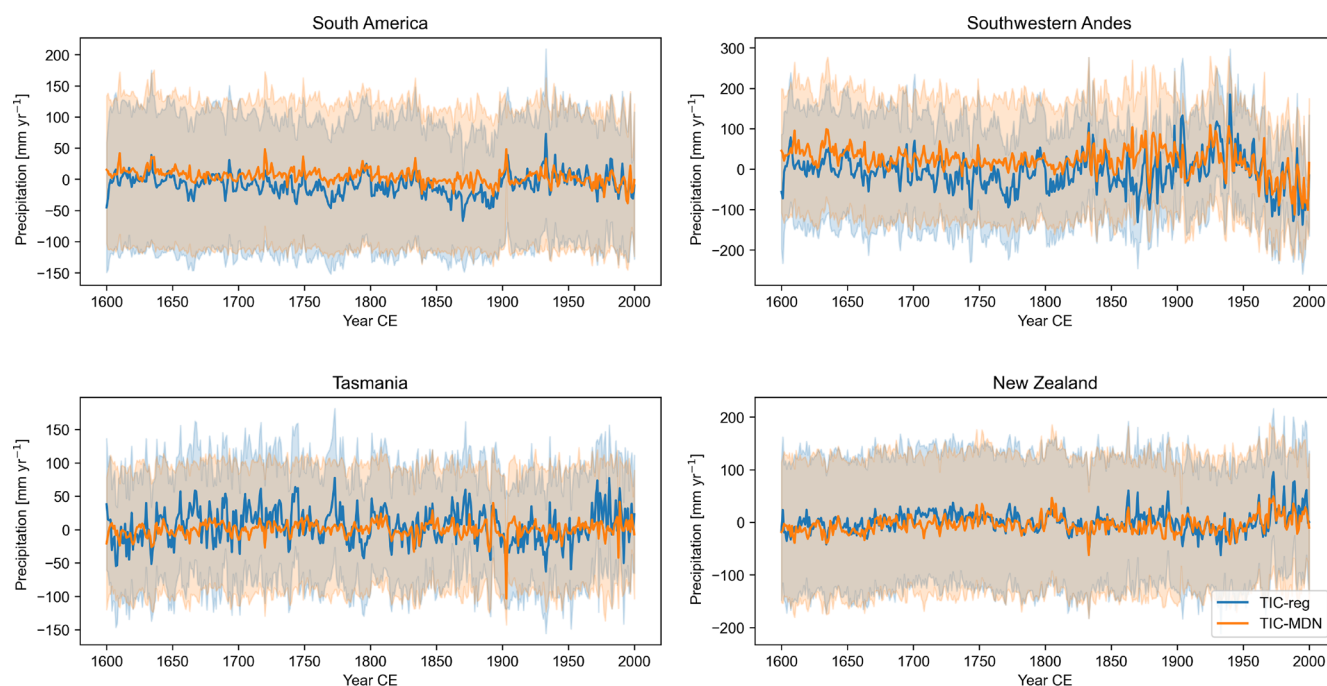 South America
Precipitation [mm yr⁻¹]
200
150
100
50
0
−50
−100
−150
1600 1650 1700 1750 1800 1850 1900 1950 2000
Year CE
Southwestern Andes
Precipitation [mm yr⁻¹]
300
200
100
0
−100
−200
1600 1650 1700 1750 1800 1850 1900 1950 2000
Year CE
Tasmania
Precipitation [mm yr⁻¹]
150
100
50
0
−50
−100
−150
1600 1650 1700 1750 1800 1850 1900 1950 2000
Year CE
New Zealand
Precipitation [mm yr⁻¹]
200
100
0
−100
−200
TIC-reg
TIC-MDN
1600 1650 1700 1750 1800 1850 1900 1950 2000
Year CE